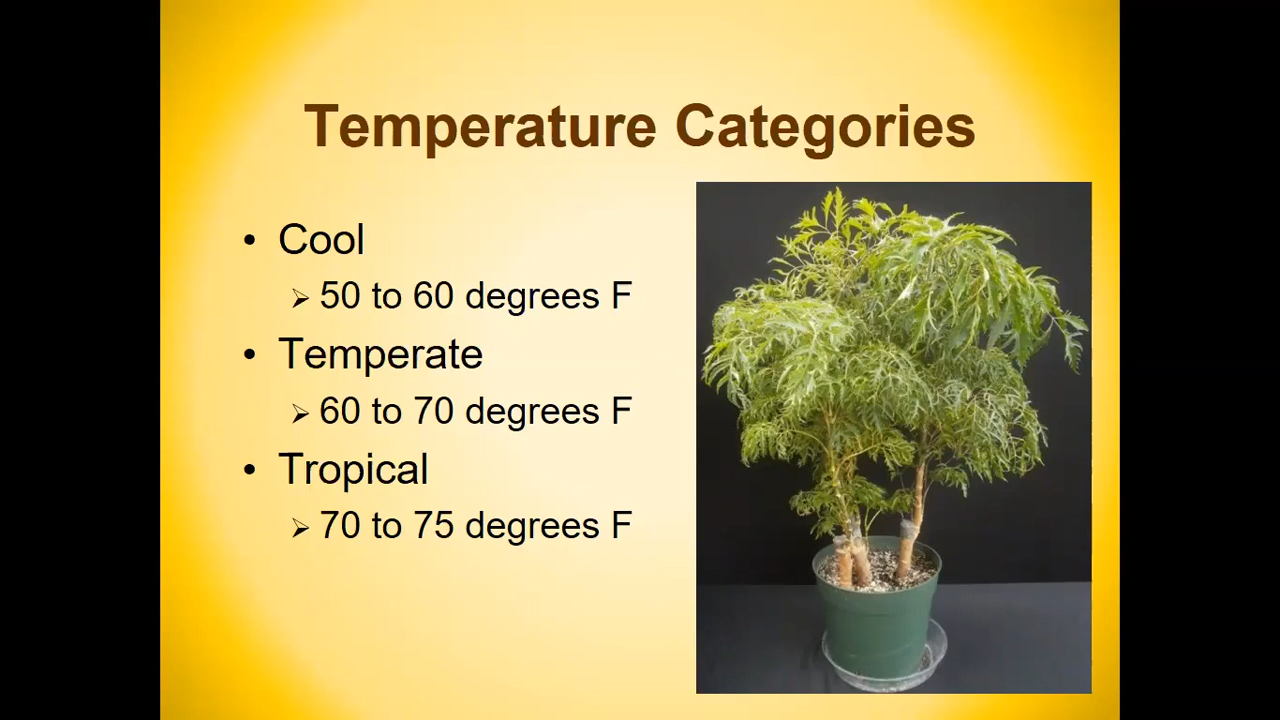 Temperature Categories
• Cool
➢ 50 to 60 degrees F
• Temperate
➢ 60 to 70 degrees F
• Tropical
➢ 70 to 75 degrees F